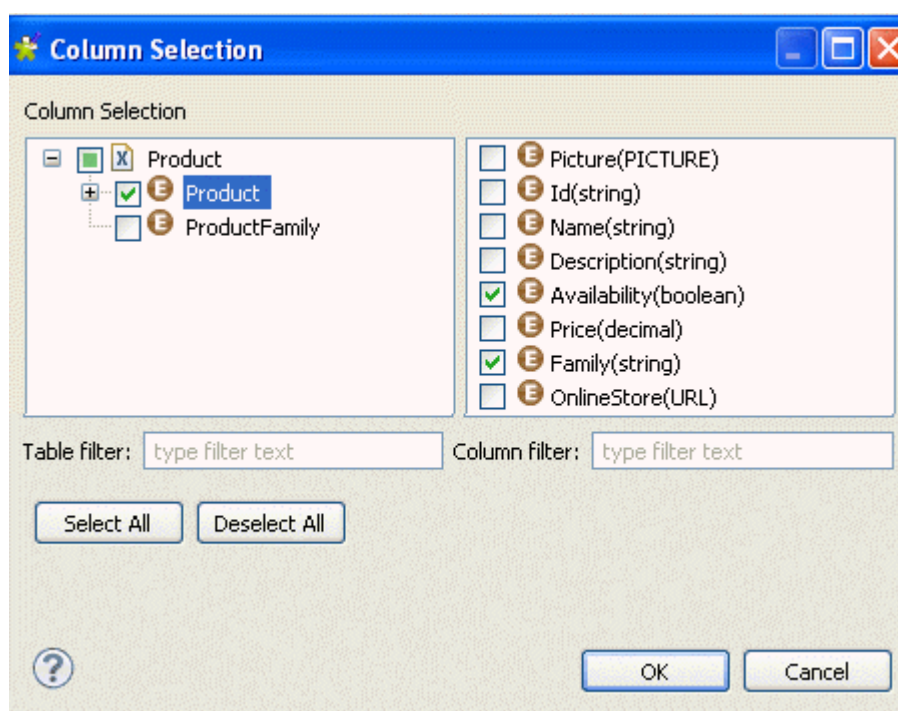 Column Selection
Column Selection
Product
Product
ProductFamily
Picture(PICTURE)
Id(string)
Name(string)
Description(string)
Availability(boolean)
Price(decimal)
Family(string)
OnlineStore(URL)
Table filter: type filter text
Column filter: type filter text
Select All
Deselect All
OK
Cancel